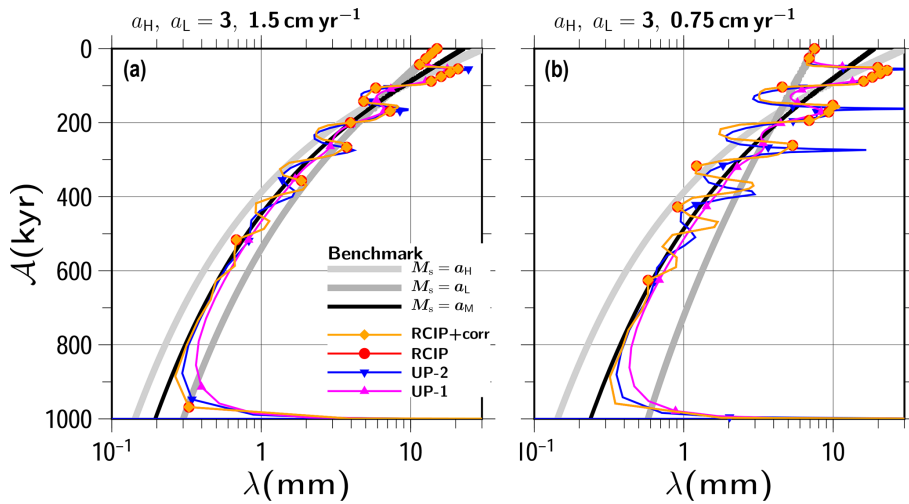 a_H, a_L = 3, 1.5 cm yr⁻¹
a_H, a_L = 3, 0.75 cm yr⁻¹
(a)
(b)
0
200
400
600
800
1000
𝒜(kyr)
Benchmark
M_s = a_H
M_s = a_L
M_s = a_M
RCIP+corr
RCIP
UP-2
UP-1
10⁻¹ 1 10
λ(mm)
10⁻¹ 1 10
λ(mm)